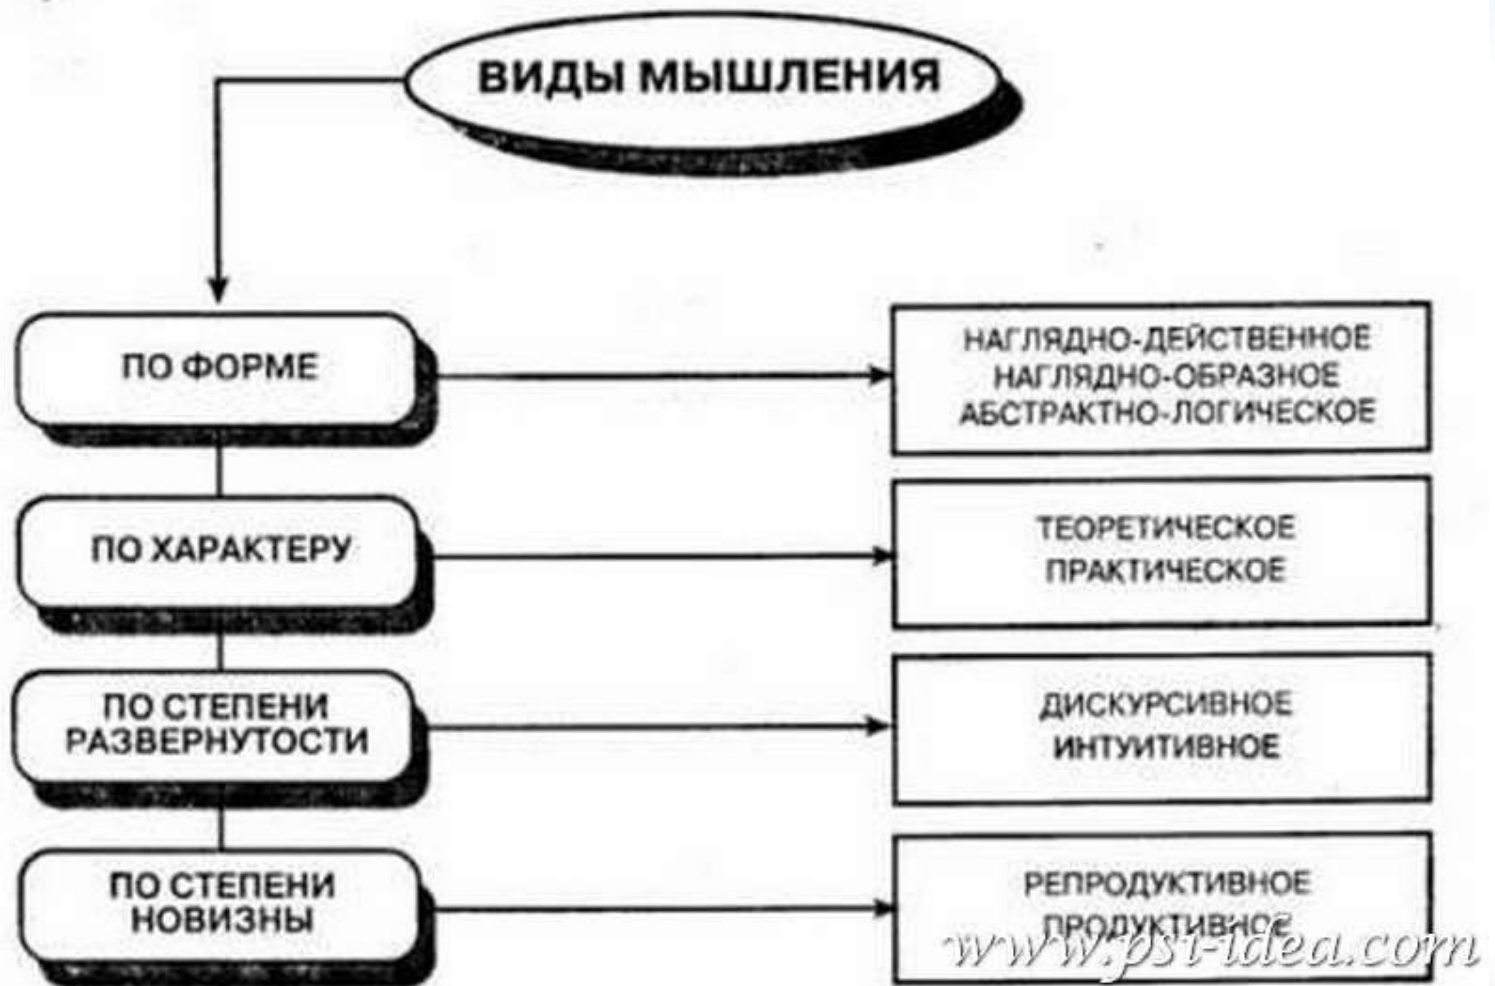 ВИДЫ МЫШЛЕНИЯ
ПО ФОРМЕ
НАГЛЯДНО-ДЕЙСТВЕННОЕ
НАГЛЯДНО-ОБРАЗНОЕ
АБСТРАКТНО-ЛОГИЧЕСКОЕ
ПО ХАРАКТЕРУ
ТЕОРЕТИЧЕСКОЕ
ПРАКТИЧЕСКОЕ
ПО СТЕПЕНИ
РАЗВЕРНУТОСТИ
ДИСКУРСИВНОЕ
ИНТУИТИВНОЕ
ПО СТЕПЕНИ
НОВИЗНЫ
РЕПРОДУКТИВНОЕ
ПРОДУКТИВНОЕ
www.psi-idea.com